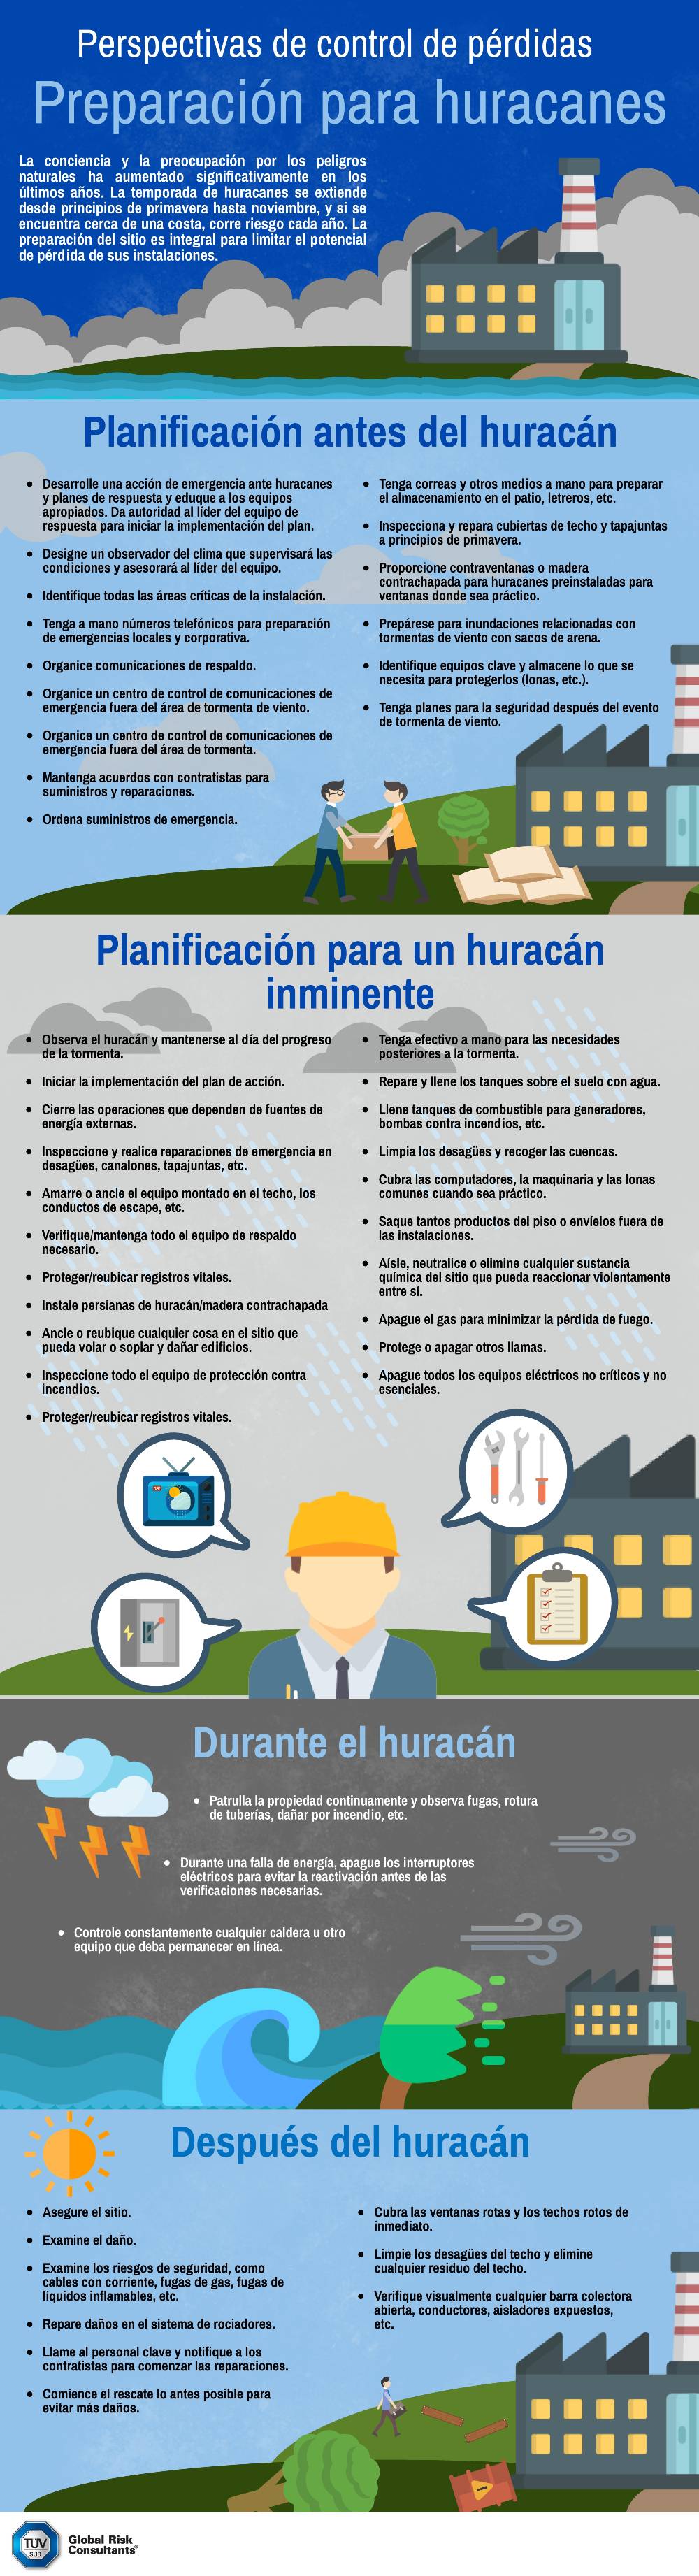 Perspectivas de control de pérdidas
Preparación para huracanes
La conciencia y la preocupación por los peligros
naturales ha aumentado significativamente en los
últimos años. La temporada de huracanes se extiende
desde principios de primavera hasta noviembre, y si se
encuentra cerca de una costa, corre riesgo cada año. La
preparación del sitio es integral para limitar el potencial
de pérdida de sus instalaciones.
Planificación antes del huracán
• Desarrolle una acción de emergencia ante huracanes
y planes de respuesta y eduque a los equipos
apropiados. Da autoridad al líder del equipo de
respuesta para iniciar la implementación del plan.
• Designe un observador del clima que supervisará las
condiciones y asesorará al líder del equipo.
• Identifique todas las áreas críticas de la instalación.
• Tenga a mano números telefónicos para preparación
de emergencias locales y corporativa.
• Organice comunicaciones de respaldo.
• Organice un centro de control de comunicaciones de
emergencia fuera del área de tormenta de viento.
• Organice un centro de control de comunicaciones de
emergencia fuera del área de tormenta.
• Mantenga acuerdos con contratistas para
suministros y reparaciones.
• Ordena suministros de emergencia.
• Tenga correas y otros medios a mano para preparar
el almacenamiento en el patio, letreros, etc.
• Inspecciona y repara cubiertas de techo y tapajuntas
a principios de primavera.
• Proporcione contraventanas o madera
contrachapada para huracanes preinstaladas para
ventanas donde sea práctico.
• Prepárese para inundaciones relacionadas con
tormentas de viento con sacos de arena.
• Identifique equipos clave y almacene lo que se
necesita para protegerlos (lonas, etc.).
• Tenga planes para la seguridad después del evento
de tormenta de viento.
Planificación para un huracán
inminente
• Observa el huracán y mantenerse al día del progreso
de la tormenta.
• Iniciar la implementación del plan de acción.
• Cierre las operaciones que dependen de fuentes de
energía externas.
• Inspeccione y realice reparaciones de emergencia en
desagües, canalones, tapajuntas, etc.
• Amarre o ancle el equipo montado en el techo, los
conductos de escape, etc.
• Verifique/mantenga todo el equipo de respaldo
necesario.
• Proteger/reubicar registros vitales.
• Instale persianas de huracán/madera contrachapada
• Ancle o reubique cualquier cosa en el sitio que
pueda volar o soplar y dañar edificios.
• Inspeccione todo el equipo de protección contra
incendios.
• Proteger/reubicar registros vitales.
• Tenga efectivo a mano para las necesidades
posteriores a la tormenta.
• Repare y llene los tanques sobre el suelo con agua.
• Llene tanques de combustible para generadores,
bombas contra incendios, etc.
• Limpia los desagües y recoger las cuencas.
• Cubra las computadores, la maquinaria y las lonas
comunes cuando sea práctico.
• Saque tantos productos del piso o envíelos fuera de
las instalaciones.
• Aísle, neutralice o elimine cualquier sustancia
química del sitio que pueda reaccionar violentamente
entre sí.
• Apague el gas para minimizar la pérdida de fuego.
• Protege o apagar otros llamas.
• Apague todos los equipos eléctricos no críticos y no
esenciales.
Durante el huracán
• Patrulla la propiedad continuamente y observa fugas, rotura
de tuberías, dañar por incendio, etc.
• Durante una falla de energía, apague los interruptores
eléctricos para evitar la reactivación antes de las
verificaciones necesarias.
• Controle constantemente cualquier caldera u otro
equipo que deba permanecer en línea.
Después del huracán
• Asegure el sitio.
• Examine el daño.
• Examine los riesgos de seguridad, como
cables con corriente, fugas de gas, fugas de
líquidos inflamables, etc.
• Repare daños en el sistema de rociadores.
• Llame al personal clave y notifique a los
contratistas para comenzar las reparaciones.
• Comience el rescate lo antes posible para
evitar más daños.
• Cubra las ventanas rotas y los techos rotos de
inmediato.
• Limpie los desagües del techo y elimine
cualquier residuo del techo.
• Verifique visualmente cualquier barra colectora
abierta, conductores, aisladores expuestos,
etc.
TÜV
SÜD
Global Risk
Consultants®